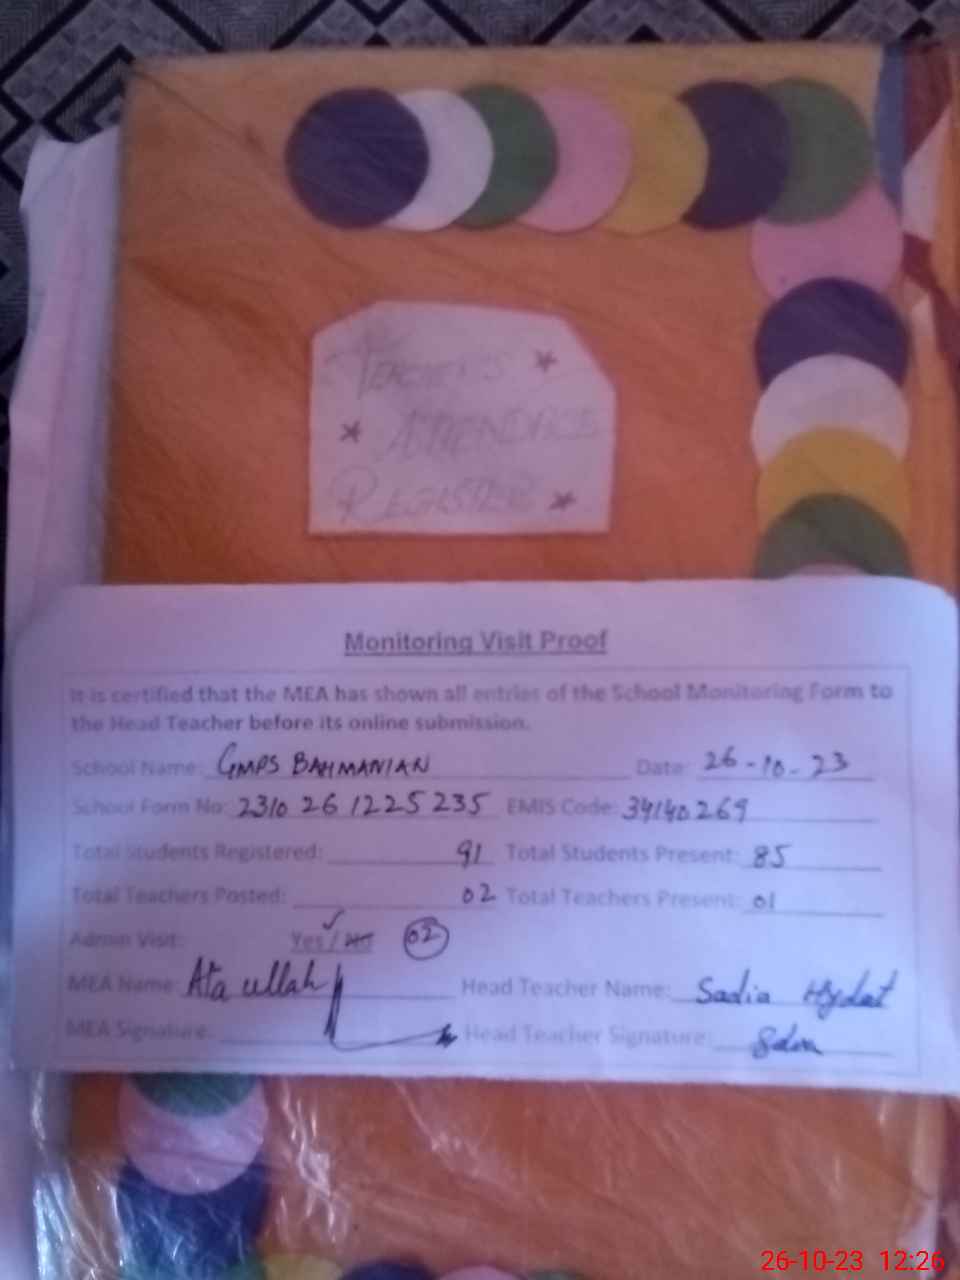 TEACHER'S *
* ATTENDACE
REGISTER *
Monitoring Visit Proof
It is certified that the MEA has shown all entries of the School Monitoring Form to
the Head Teacher before its online submission.
School Name: GMPS BAHMANIAN Date: 26-10-23
School Form No: 2310 26 1225 235 EMIS Code: 34140269
Total Students Registered: 91 Total Students Present: 85
Total Teachers Posted: 02 Total Teachers Present: 01
Admin Visit: Yes / No 02
MEA Name: Ata ullah Head Teacher Name: Sadia
MEA Signature: Head Teacher Signature:
26-10-23 12:26